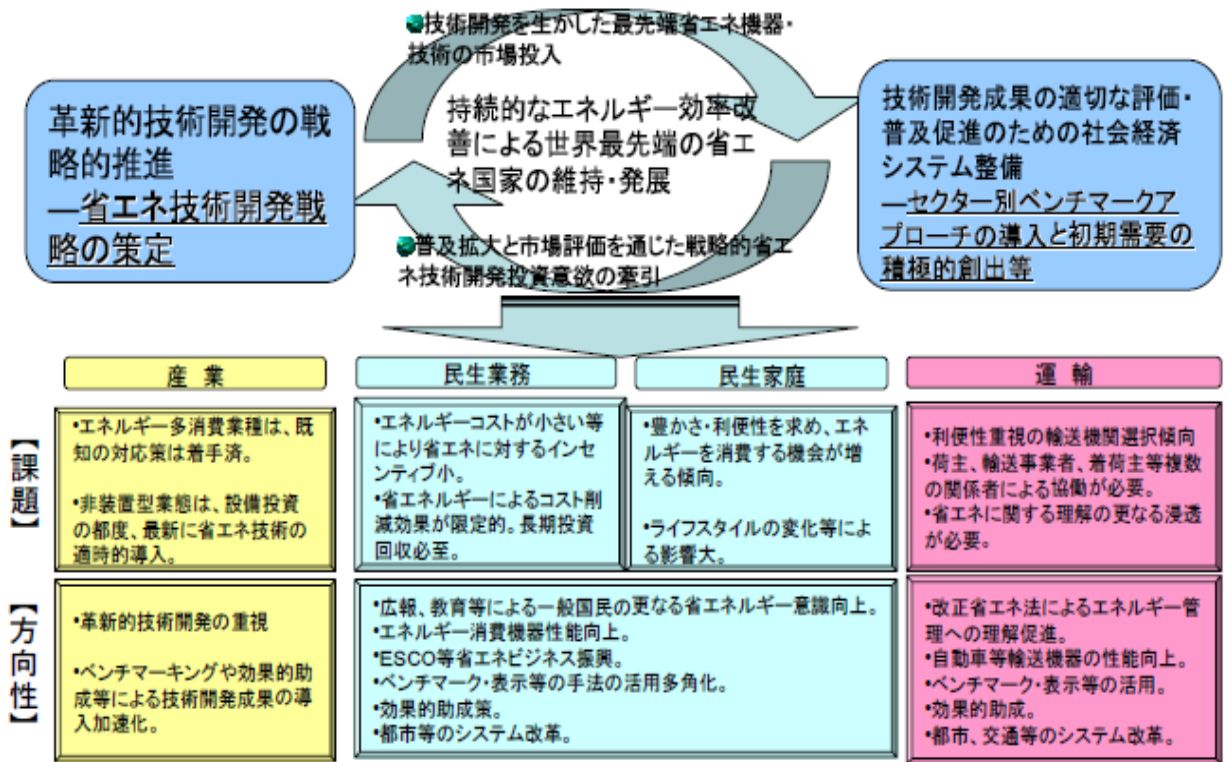 ●技術開発を生かした最先端省エネ機器・
技術の市場投入
革新的技術開発の戦
略的推進
―省エネ技術開発戦
略の策定
持続的なエネルギー効率改
善による世界最先端の省エ
ネ国家の維持・発展
技術開発成果の適切な評価・
普及促進のための社会経済
システム整備
―セクター別ベンチマークア
プローチの導入と初期需要の
積極的創出等
●普及拡大と市場評価を通じた戦略的省エ
ネ技術開発投資意欲の牽引
産 業
民生業務
民生家庭
運 輸
【課題】
•エネルギー多消費業種は、既
知の対応策は着手済。
•非装置型業態は、設備投資
の都度、最新に省エネ技術の
適時的導入。
•エネルギーコストが小さい等
により省エネに対するインセ
ンティブ小。
•省エネルギーによるコスト削
減効果が限定的。長期投資
回収必至。
•豊かさ・利便性を求め、エネ
ルギーを消費する機会が増
える傾向。
•ライフスタイルの変化等によ
る影響大。
•利便性重視の輸送機関選択傾向
•荷主、輸送事業者、着荷主等複数
の関係者による協働が必要。
•省エネに関する理解の更なる浸透
が必要。
【方向性】
•革新的技術開発の重視
•ベンチマーキングや効果的助
成等による技術開発成果の導
入加速化。
•広報、教育等による一般国民の更なる省エネルギー意識向上。
•エネルギー消費機器性能向上。
•ESCO等省エネビジネス振興。
•ベンチマーク・表示等の手法の活用多角化。
•効果的助成策。
•都市等のシステム改革。
•改正省エネ法によるエネルギー管
理への理解促進。
•自動車等輸送機器の性能向上。
•ベンチマーク・表示等の活用。
•効果的助成。
•都市、交通等のシステム改革。